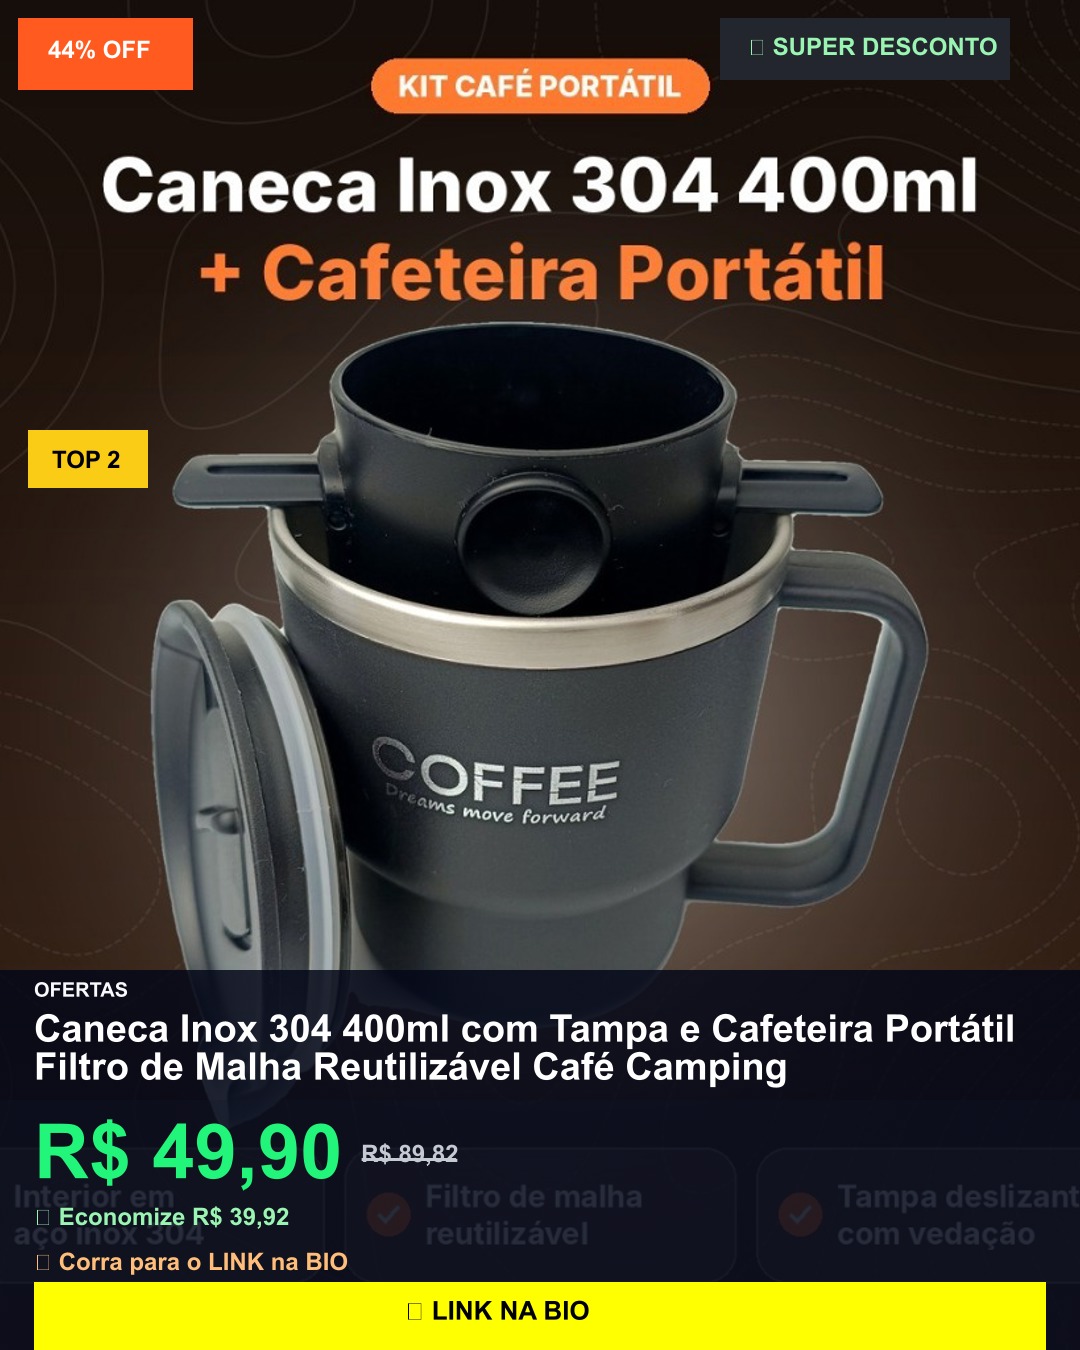 44% OFF
SUPER DESCONTO
KIT CAFÉ PORTÁTIL
Caneca Inox 304 400ml
+ Cafeteira Portátil
TOP 2
COFFEE
Dreams move forward
OFERTAS
Caneca Inox 304 400ml com Tampa e Cafeteira Portátil
Filtro de Malha Reutilizável Café Camping
R$ 49,90 R$ 89,82
Interior em
aço inox 304
Filtro de malha
reutilizável
Tampa deslizant
com vedação
Economize R$ 39,92
Corra para o LINK na BIO
LINK NA BIO